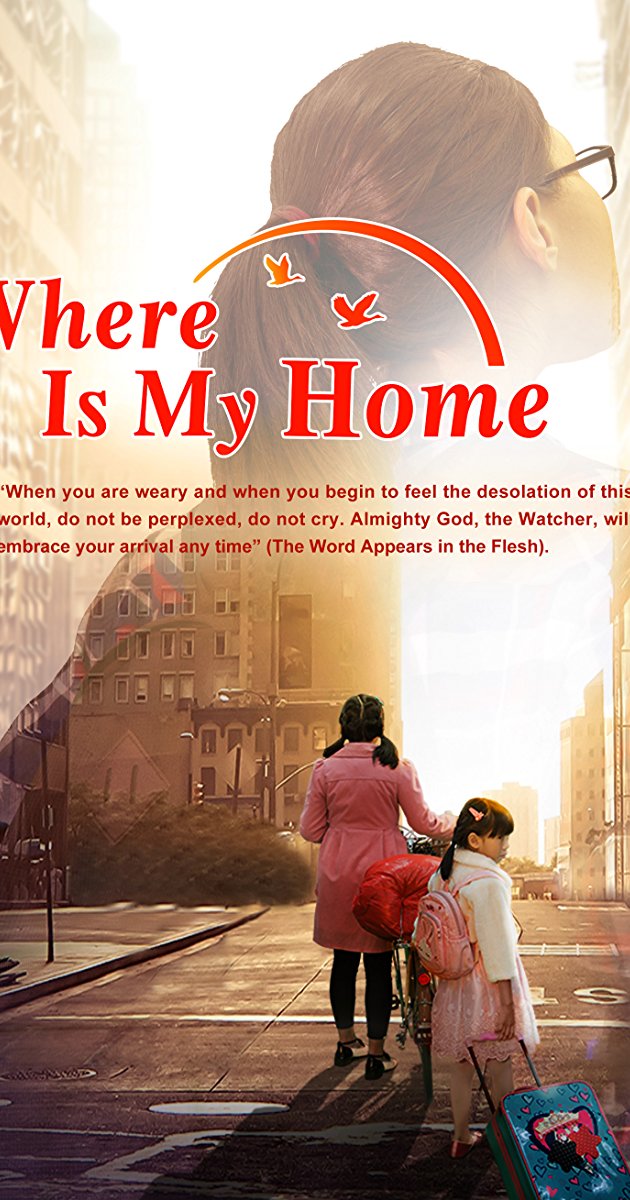 Where
Is My Home
“When you are weary and when you begin to feel the desolation of this
world, do not be perplexed, do not cry. Almighty God, the Watcher, will
embrace your arrival any time” (The Word Appears in the Flesh).